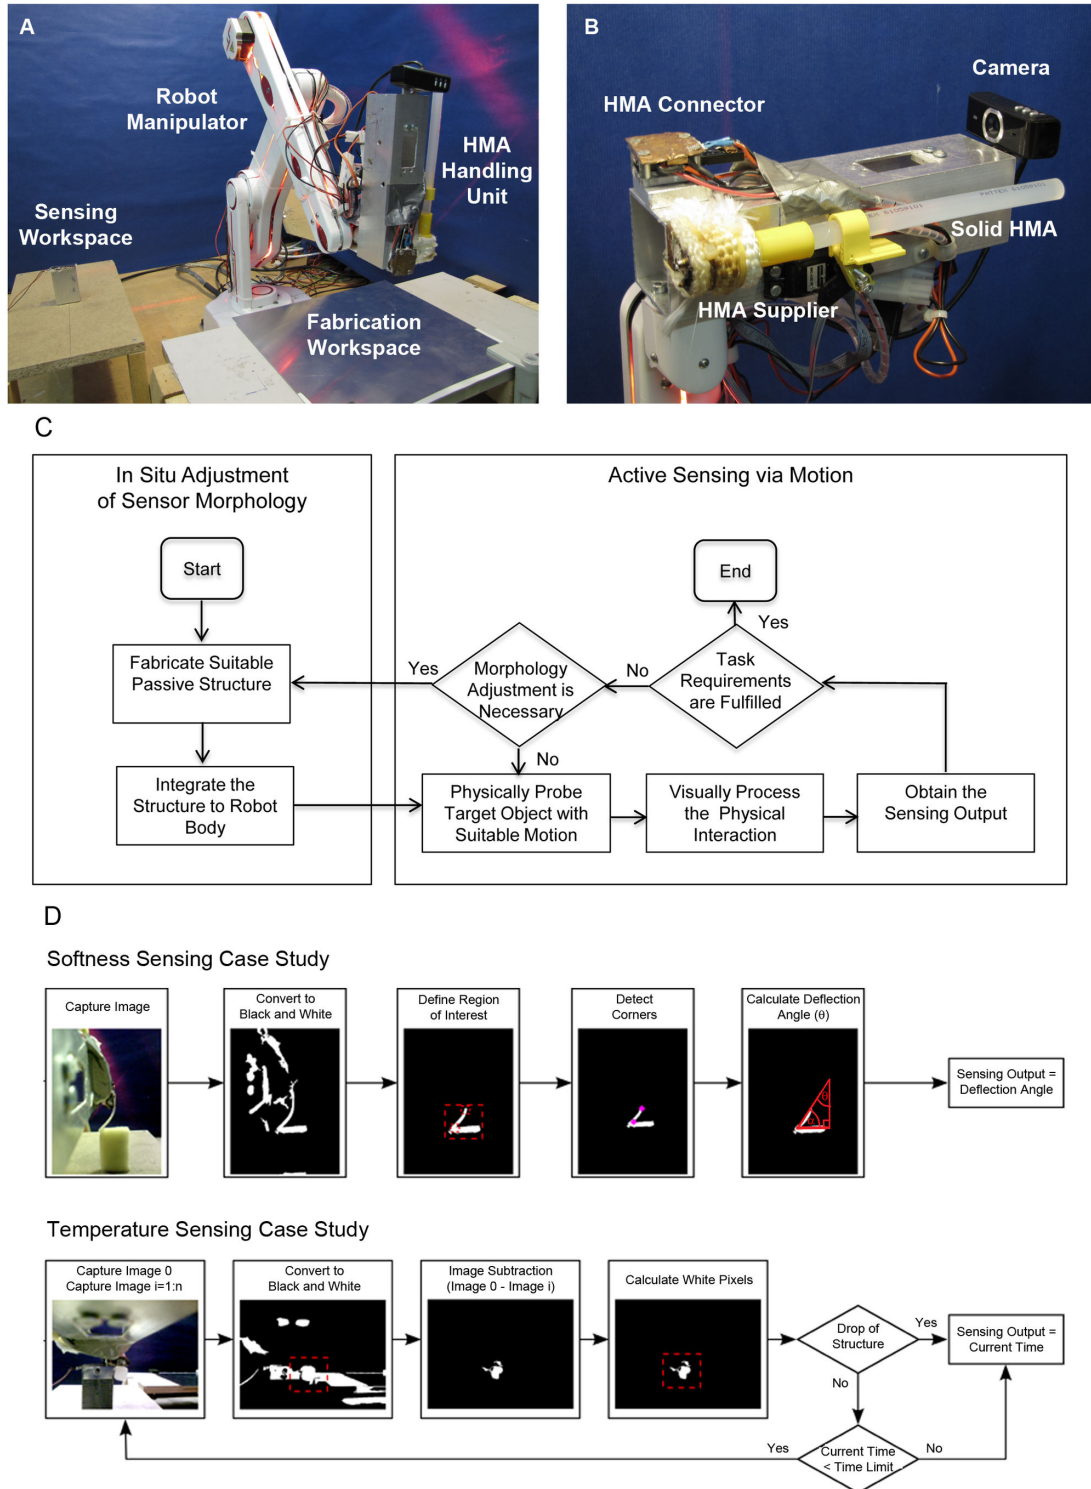 A
Robot
Manipulator
HMA
Handling
Unit
Sensing
Workspace
Fabrication
Workspace
B
Camera
HMA Connector
PATTEX 61059101
Solid HMA
HMA Supplier
C
In Situ Adjustment
of Sensor Morphology
Start
Fabricate Suitable
Passive Structure
Integrate the
Structure to Robot
Body
Active Sensing via Motion
End
Yes
Task
Requirements
are Fulfilled
No
Morphology
Adjustment is
Necessary
Yes
No
Physically Probe
Target Object with
Suitable Motion
Visually Process
the Physical
Interaction
Obtain the
Sensing Output
D
Softness Sensing Case Study
Capture Image
Convert to
Black and White
Define Region
of Interest
Detect
Corners
Calculate Deflection
Angle (θ)
θ
α
Sensing Output =
Deflection Angle
Temperature Sensing Case Study
Capture Image 0
Capture Image i=1:n
Convert to
Black and White
Image Subtraction
(Image 0 - Image i)
Calculate White Pixels
Drop of
Structure
Yes
Sensing Output =
Current Time
No
Current Time
< Time Limit
Yes
No